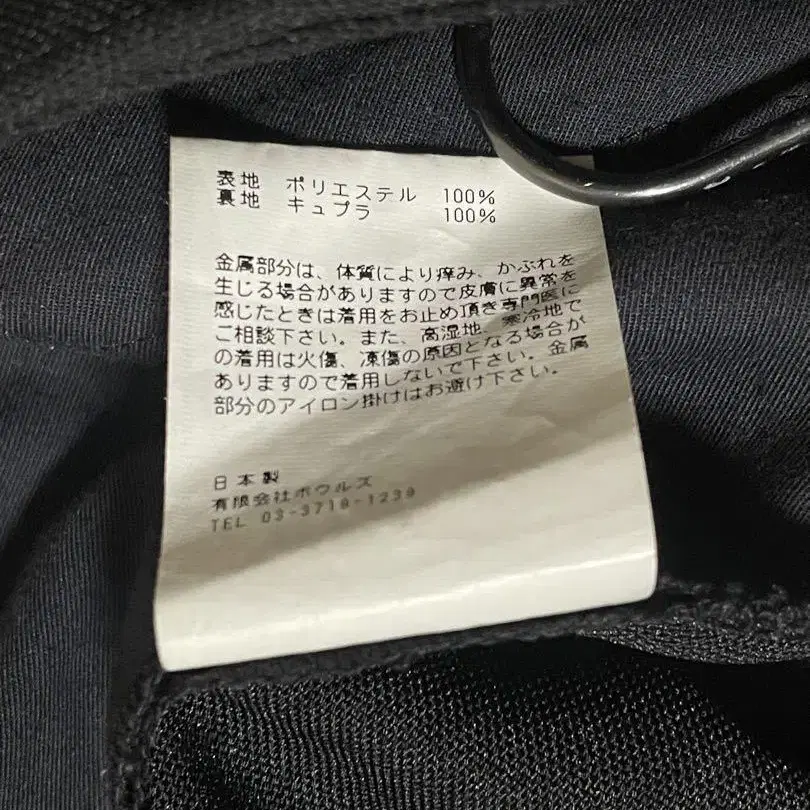 表地 ポリエステル 100%
裏地 キュプラ 100%
金属部分は、体質により痒み、かぶれを
生じる場合がありますので皮膚に異常を
感じたときは着用をお止め頂き専門医に
ご相談下さい。また、高湿地、寒冷地で
の着用は火傷、凍傷の原因となる場合が
ありますので着用しないで下さい。金属
部分のアイロン掛けはお避け下さい。
日本製
有限会社ボウルズ
TEL 03-3719-1239